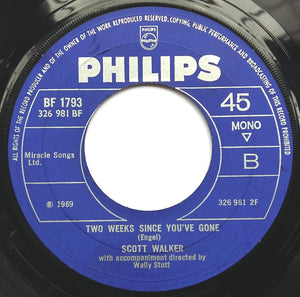 ALL RIGHTS OF THE RECORD PRODUCER AND OF THE OWNER OF THE WORK REPRODUCED RESERVED. COPYING, PUBLIC PERFORMANCE AND BROADCASTING OF THIS RECORD PROHIBITED
PHILIPS
PHILIPS
BF 1793
326 981 BF
45
MONO
B
Miracle Songs
Ltd.
℗ 1969
326 981 2F
TWO WEEKS SINCE YOU'VE GONE
(Engel)
SCOTT WALKER
with accompaniment directed by
Wally Stott